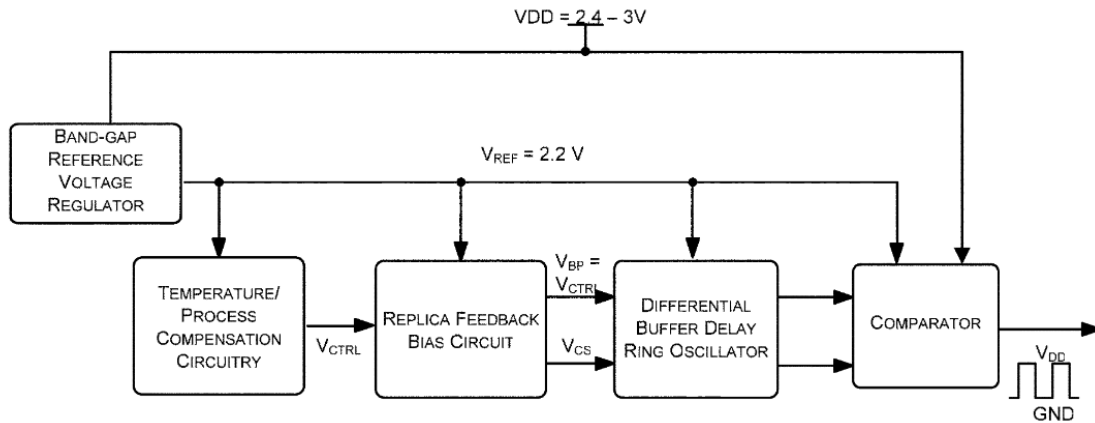 VDD = 2.4 – 3V
BAND-GAP
REFERENCE
VOLTAGE
REGULATOR
VREF = 2.2 V
TEMPERATURE/
PROCESS
COMPENSATION
CIRCUITRY
VCTRL
REPLICA FEEDBACK
BIAS CIRCUIT
VBP =
VCTRL
VCS
DIFFERENTIAL
BUFFER DELAY
RING OSCILLATOR
COMPARATOR
VDD
GND